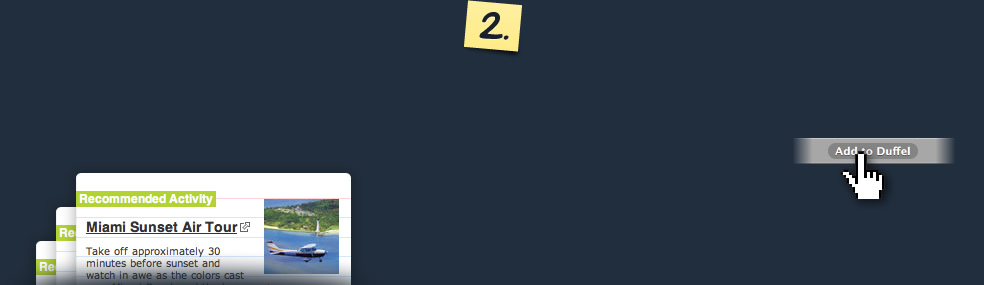 2.
Add to Duffel
Recommended Activity
Miami Sunset Air Tour
Re
Take off approximately 30
minutes before sunset and
Re
watch in awe as the colors cast